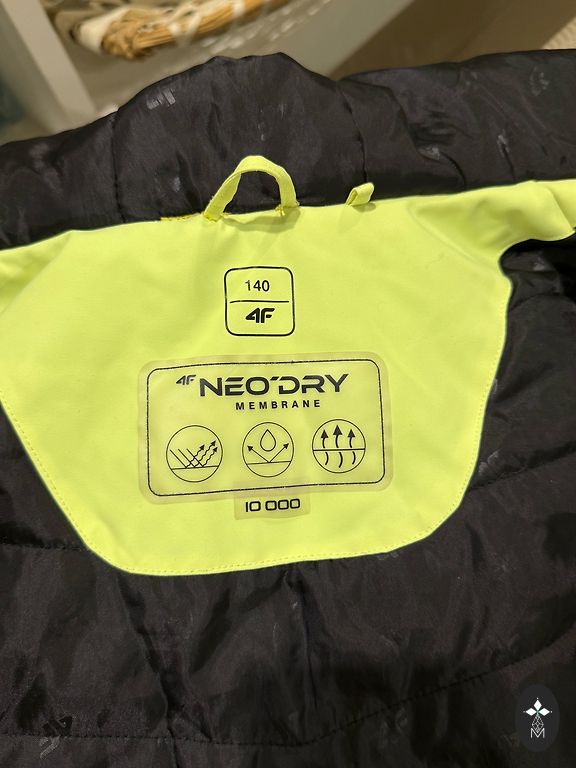 140
4F
4F NEO'DRY
MEMBRANE
10 000
M